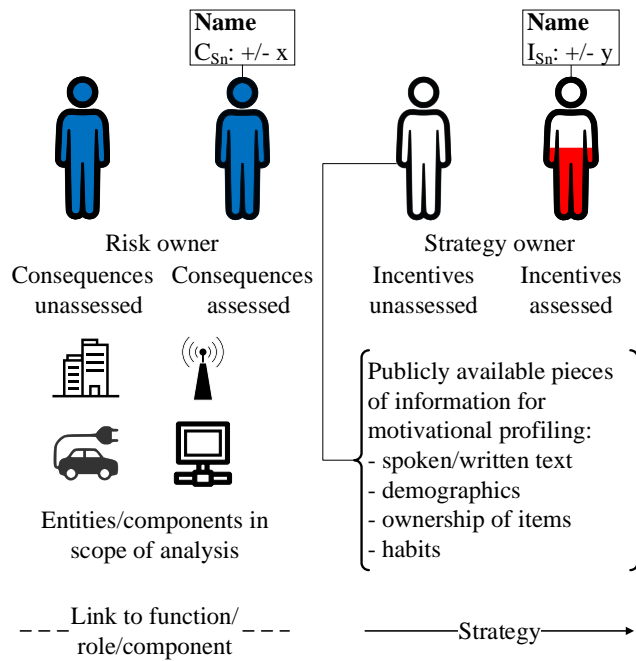 Name
C_Sn: +/- x
Name
I_Sn: +/- y
Risk owner
Strategy owner
Consequences
unassessed
Consequences
assessed
Incentives
unassessed
Incentives
assessed
Publicly available pieces
of information for
motivational profiling:
- spoken/written text
- demographics
- ownership of items
- habits
Entities/components in
scope of analysis
Link to function/
role/component
Strategy